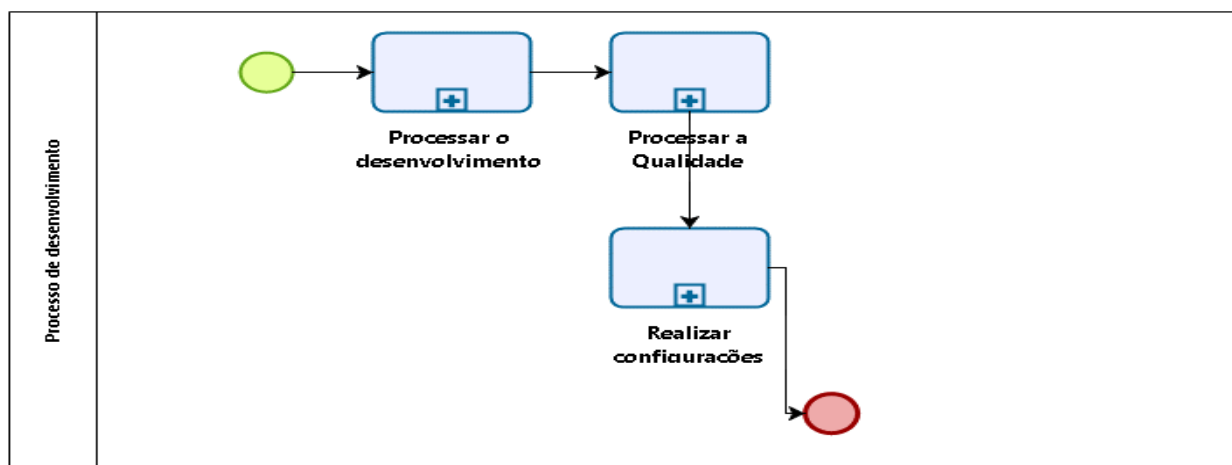 Processo de desenvolvimento
Processar o
desenvolvimento
Processar a
Qualidade
Realizar
configurações